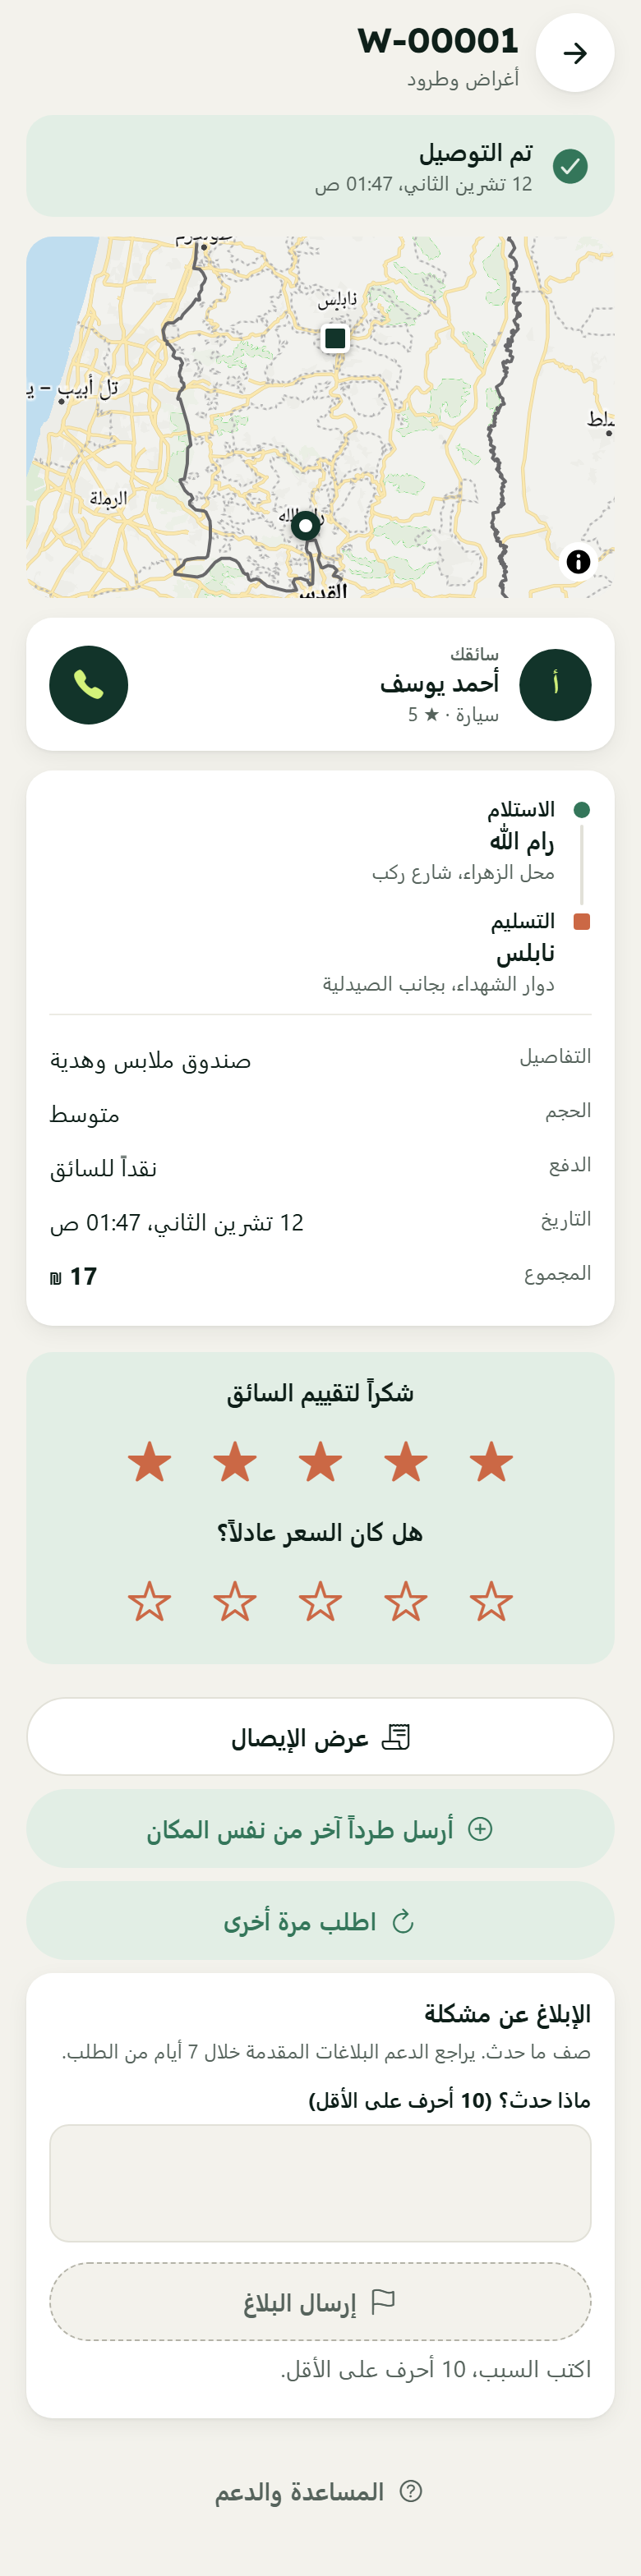 W-00001
أغراض وطرود
تم التوصيل
12 تشرين الثاني، 01:47 ص
نابلس
تل أبيب – ي
الرملة
القدس
سائقك
أ
أحمد يوسف
سيارة · ★ 5
الاستلام
رام الله
محل الزهراء، شارع ركب
التسليم
نابلس
دوار الشهداء، بجانب الصيدلية
التفاصيل صندوق ملابس وهدية
الحجم متوسط
الدفع نقداً للسائق
التاريخ 12 تشرين الثاني، 01:47 ص
المجموع 17 ₪
شكراً لتقييم السائق
هل كان السعر عادلاً؟
عرض الإيصال
أرسل طرداً آخر من نفس المكان
اطلب مرة أخرى
الإبلاغ عن مشكلة
صف ما حدث. يراجع الدعم البلاغات المقدمة خلال 7 أيام من الطلب.
ماذا حدث؟ (10 أحرف على الأقل)
إرسال البلاغ
اكتب السبب، 10 أحرف على الأقل.
المساعدة والدعم